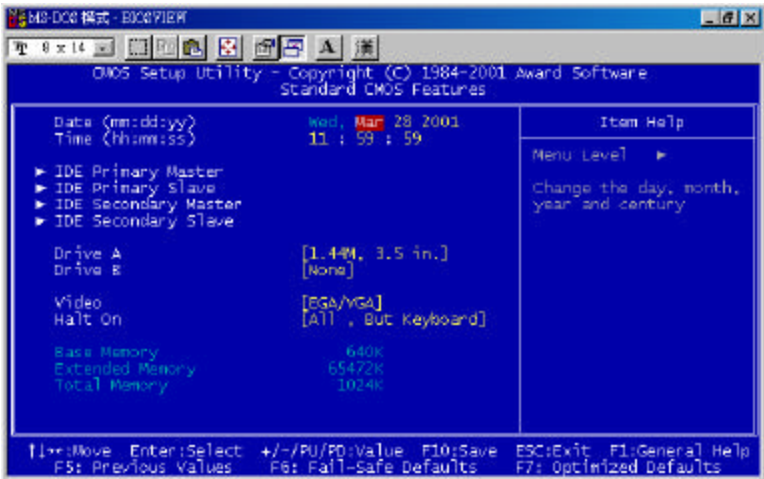 MS-DOS 模式 - BIOSVIEW
8 x 14
A 漢
CMOS Setup Utility - Copyright (C) 1984-2001 Award Software
Standard CMOS Features
Date (mm:dd:yy) Wed, Mar 28 2001
Time (hh:mm:ss) 11 : 59 : 59
► IDE Primary Master
► IDE Primary Slave
► IDE Secondary Master
► IDE Secondary Slave
Drive A [1.44M, 3.5 in.]
Drive B [None]
Video [EGA/VGA]
Halt On [All , But Keyboard]
Base Memory 640K
Extended Memory 65472K
Total Memory 1024K
Item Help
Menu Level ►
Change the day, month,
year and century
↑↓→←:Move Enter:Select +/-/PU/PD:Value F10:Save ESC:Exit F1:General Help
F5: Previous Values F6: Fail-Safe Defaults F7: Optimized Defaults